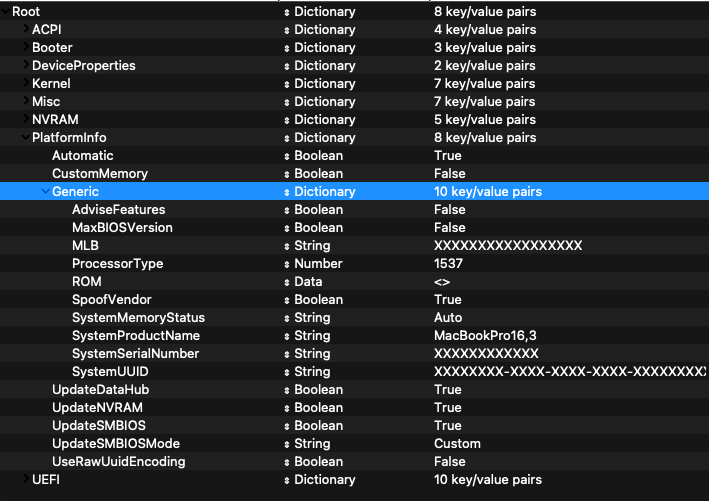 Root Dictionary 8 key/value pairs
ACPI Dictionary 4 key/value pairs
Booter Dictionary 3 key/value pairs
DeviceProperties Dictionary 2 key/value pairs
Kernel Dictionary 7 key/value pairs
Misc Dictionary 7 key/value pairs
NVRAM Dictionary 5 key/value pairs
PlatformInfo Dictionary 8 key/value pairs
Automatic Boolean True
CustomMemory Boolean False
Generic Dictionary 10 key/value pairs
AdviseFeatures Boolean False
MaxBIOSVersion Boolean False
MLB String XXXXXXXXXXXXXXXXX
ProcessorType Number 1537
ROM Data <>
SpoofVendor Boolean True
SystemMemoryStatus String Auto
SystemProductName String MacBookPro16,3
SystemSerialNumber String XXXXXXXXXXXX
SystemUUID String XXXXXXXX-XXXX-XXXX-XXXX-XXXXXXXX
UpdateDataHub Boolean True
UpdateNVRAM Boolean True
UpdateSMBIOS Boolean True
UpdateSMBIOSMode String Custom
UseRawUuidEncoding Boolean False
UEFI Dictionary 10 key/value pairs